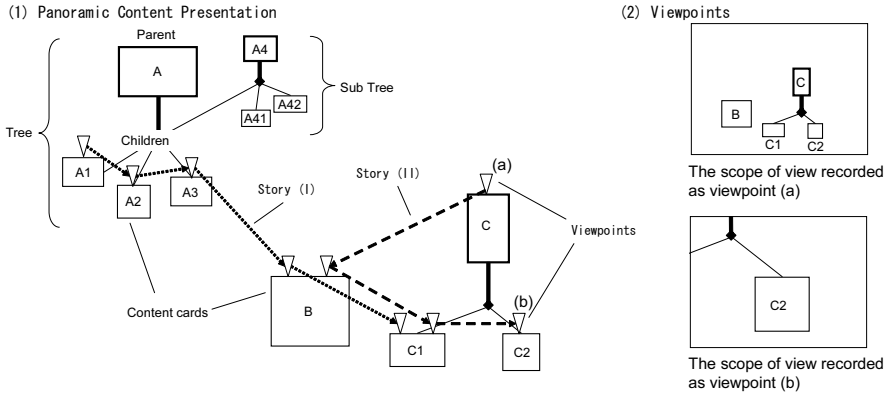 (1) Panoramic Content Presentation
Parent
A
A4
A42
A41
Sub Tree
Tree
Children
A1
A2
A3
Story (I)
Story (II)
(a)
C
Viewpoints
Content cards
B
(b)
C1
C2
(2) Viewpoints
C
B
C1
C2
The scope of view recorded
as viewpoint (a)
C2
The scope of view recorded
as viewpoint (b)